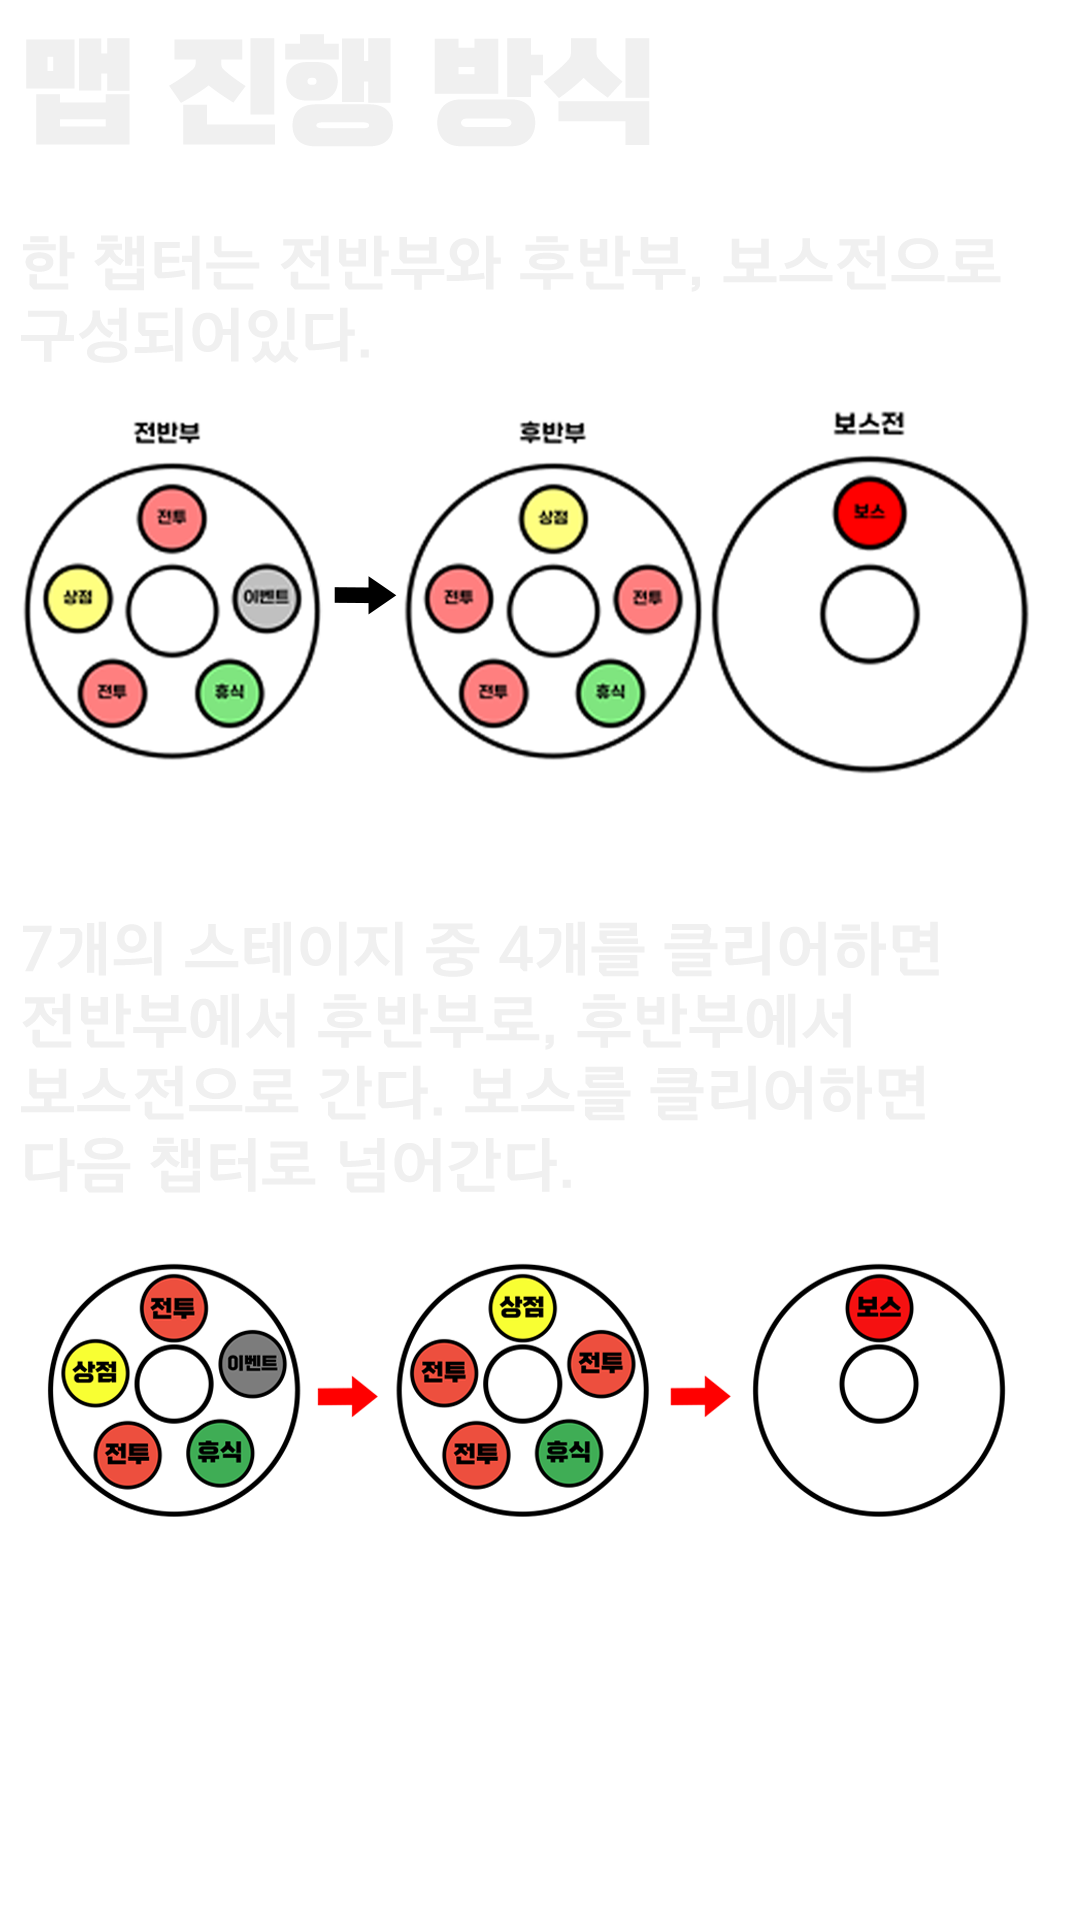 맵 진행 방식
한 챕터는 전반부와 후반부, 보스전으로
구성되어있다.
전반부
후반부
보스전
전투
상점
이벤트
전투
휴식
상점
전투
전투
전투
휴식
보스
7개의 스테이지 중 4개를 클리어하면
전반부에서 후반부로, 후반부에서
보스전으로 간다. 보스를 클리어하면
다음 챕터로 넘어간다.
전투
상점
이벤트
전투
휴식
상점
전투
전투
전투
휴식
보스